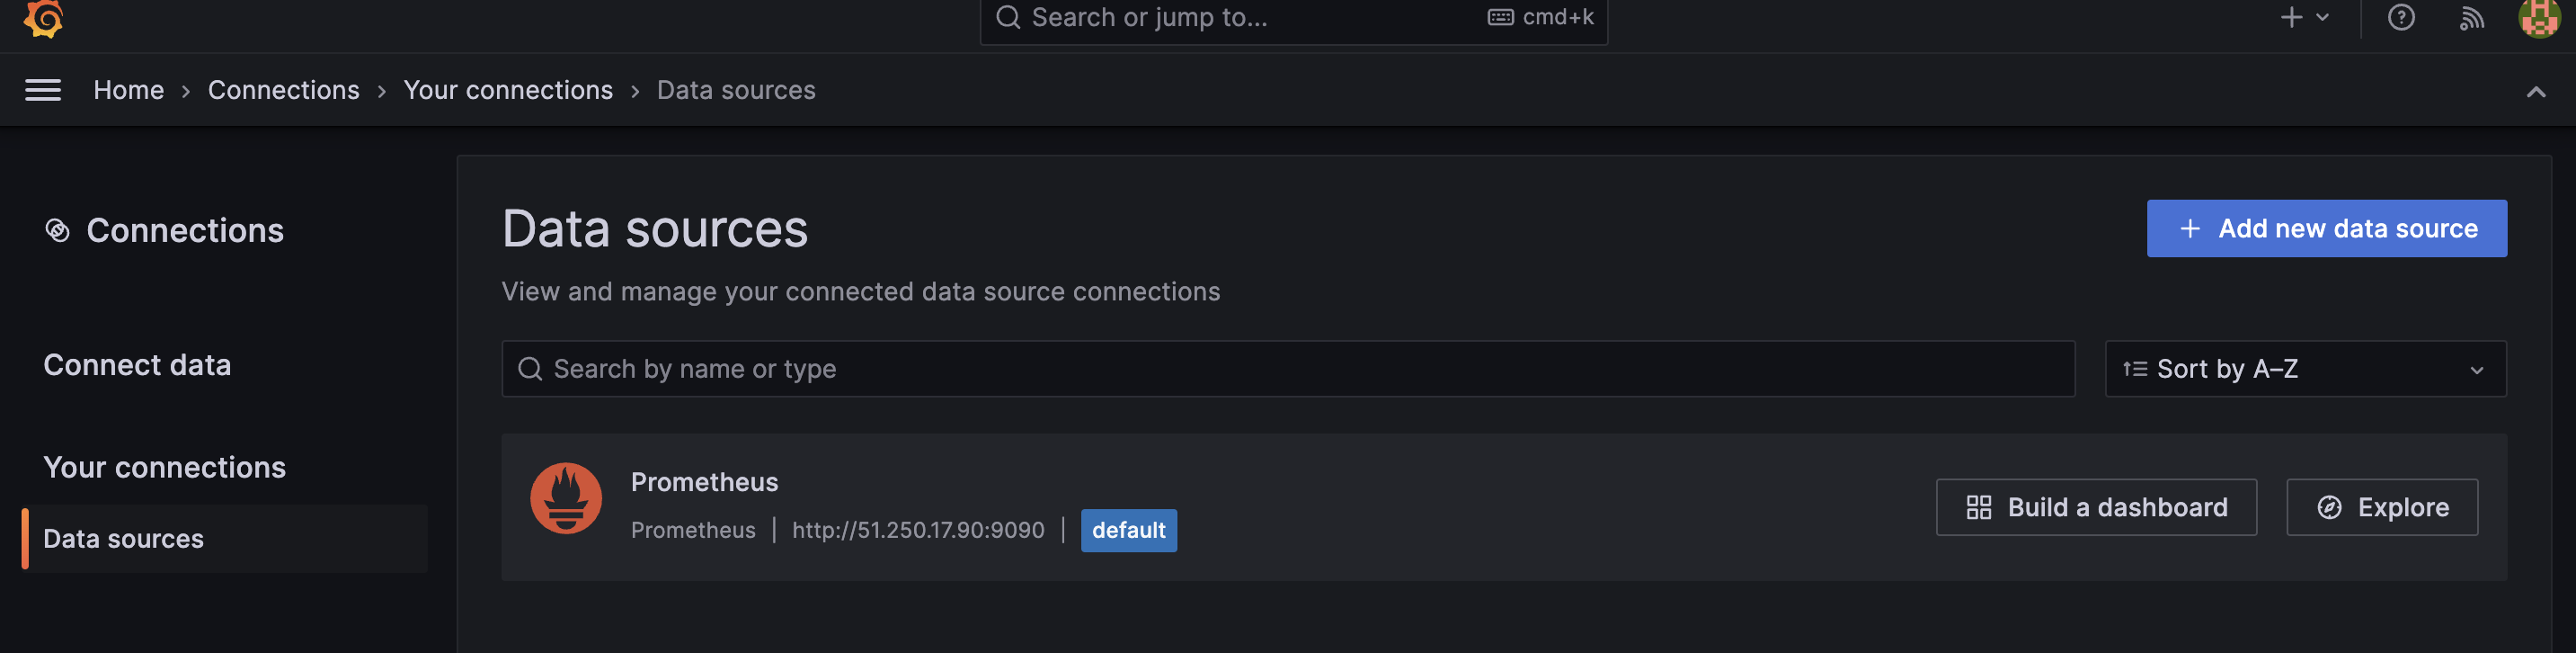 Search or jump to... cmd+k
Home › Connections › Your connections › Data sources
Connections
Connect data
Your connections
Data sources
Data sources
View and manage your connected data source connections
+ Add new data source
Search by name or type
Sort by A–Z
Prometheus
Prometheus | http://51.250.17.90:9090 | default
Build a dashboard
Explore